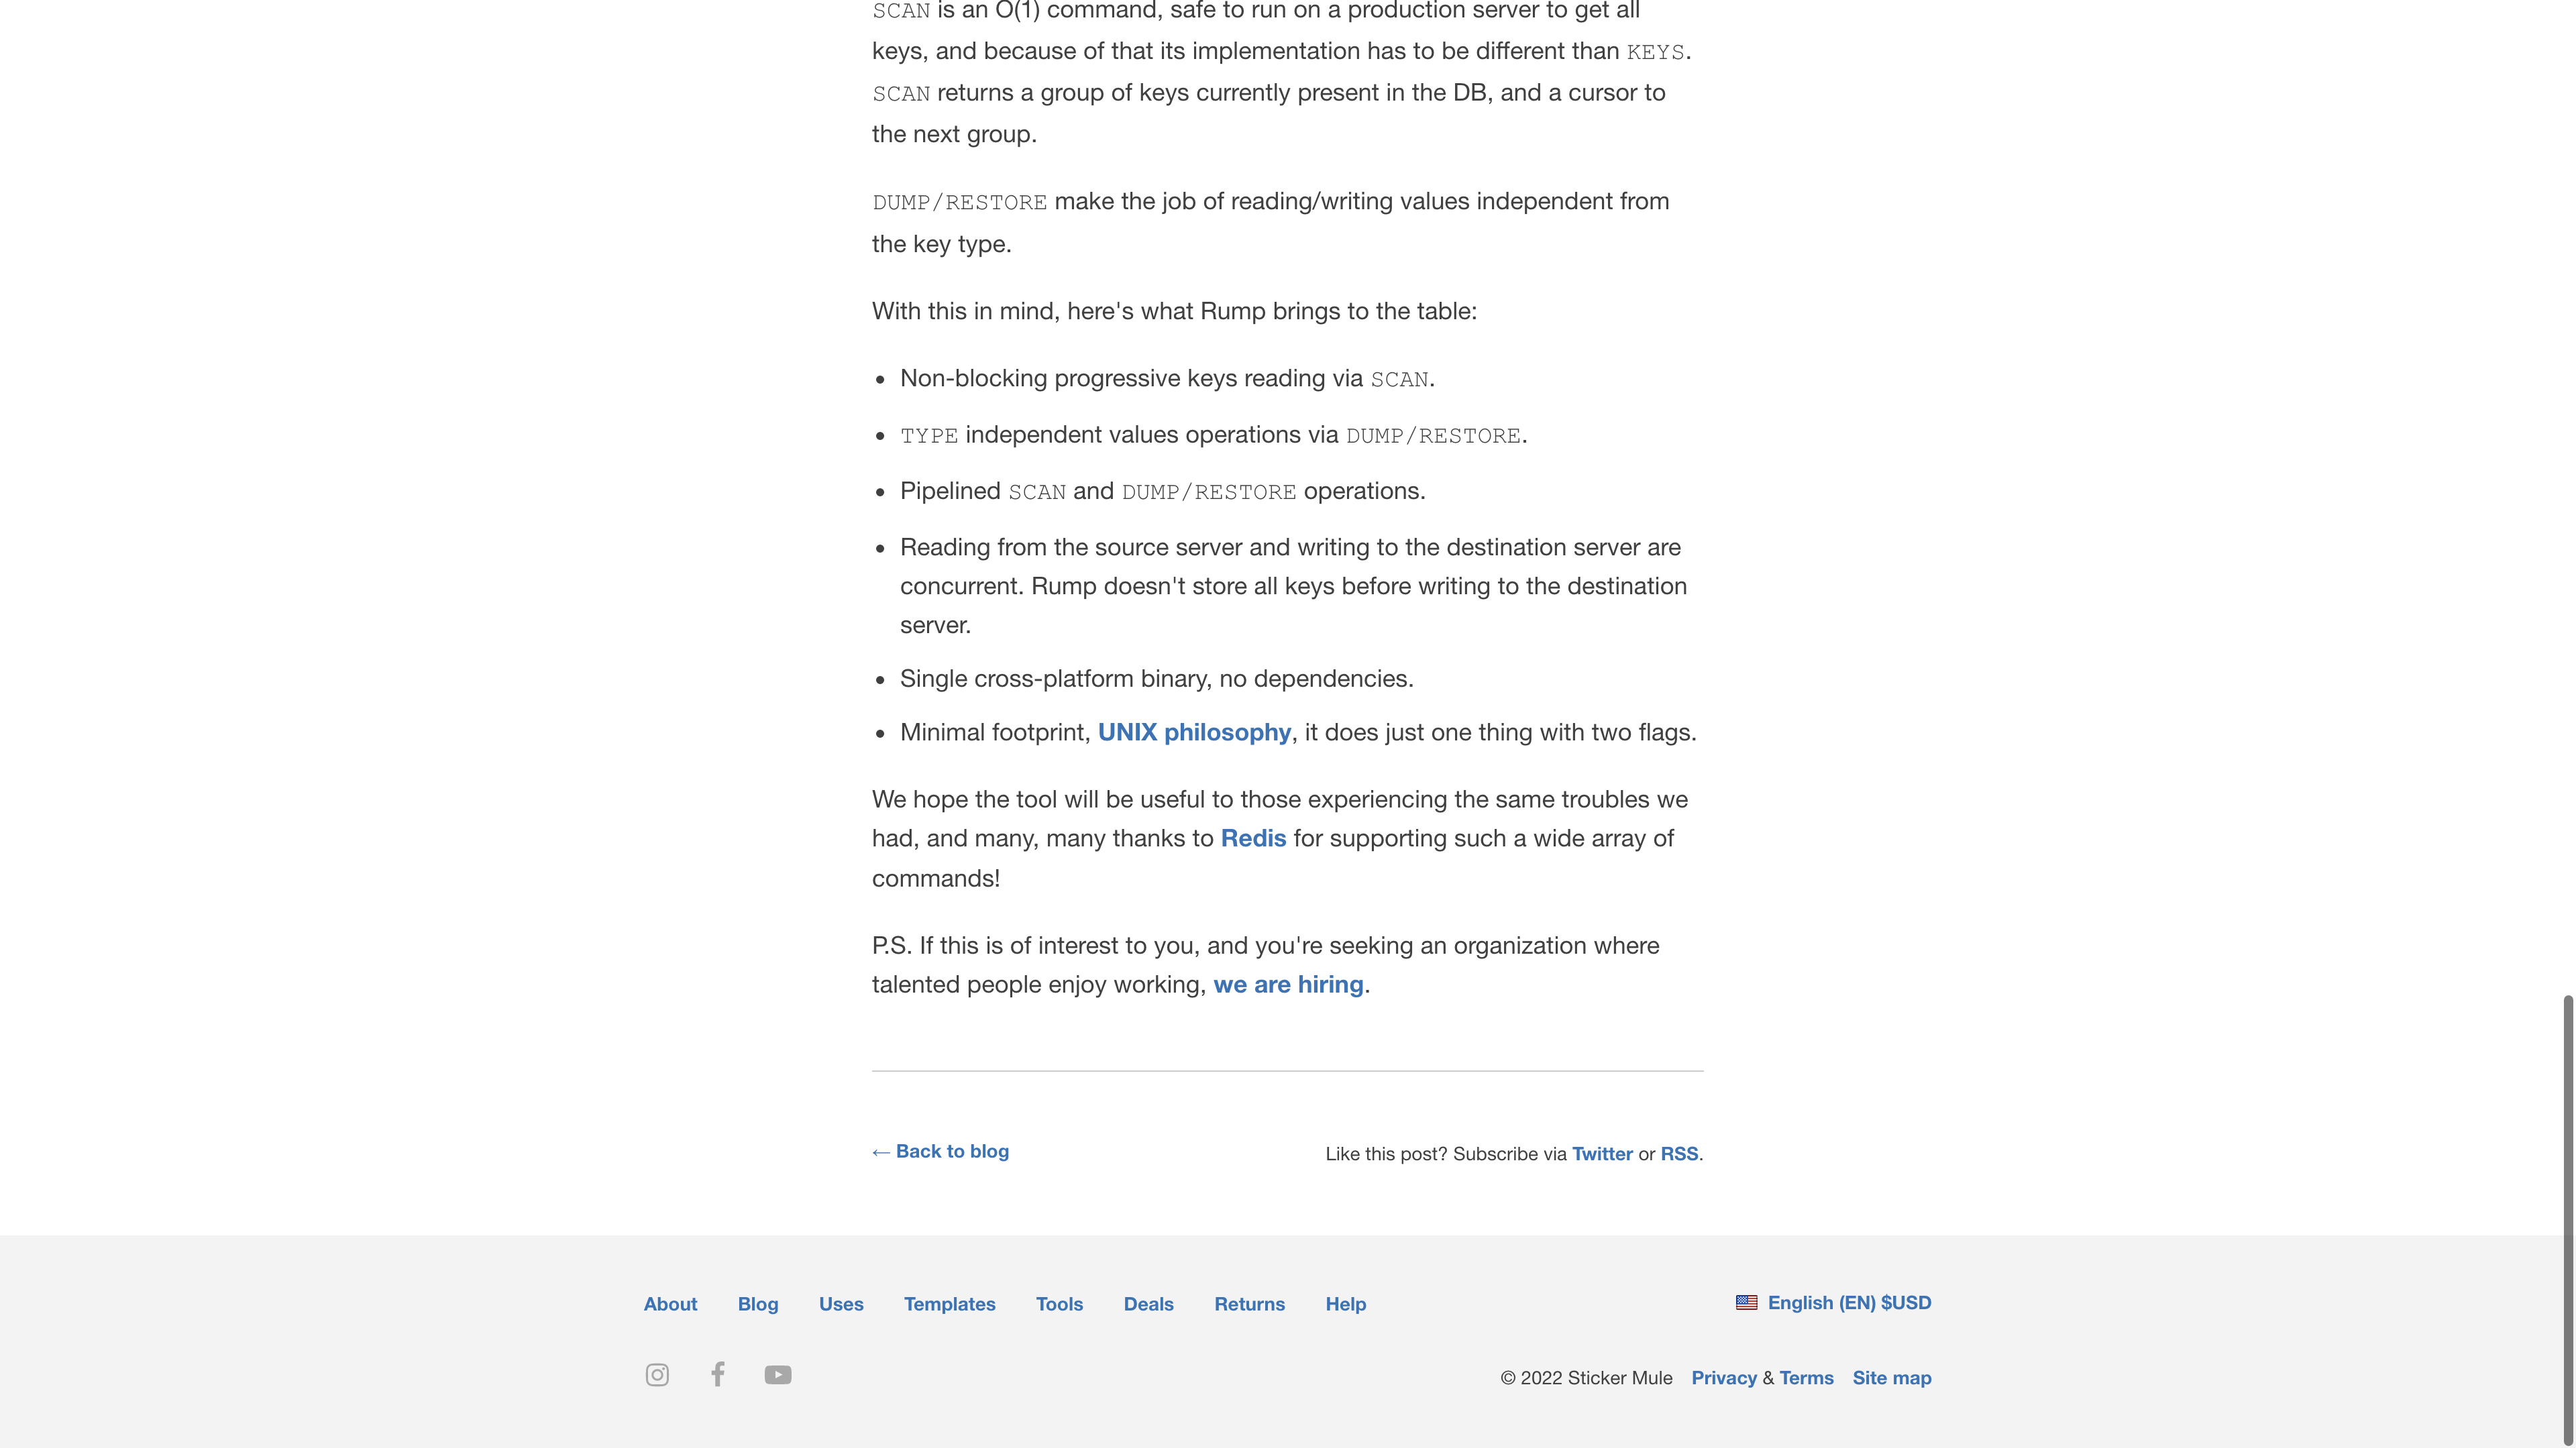 SCAN is an O(1) command, safe to run on a production server to get all
keys, and because of that its implementation has to be different than KEYS.
SCAN returns a group of keys currently present in the DB, and a cursor to
the next group.
DUMP/RESTORE make the job of reading/writing values independent from
the key type.
With this in mind, here's what Rump brings to the table:
• Non-blocking progressive keys reading via SCAN.
• TYPE independent values operations via DUMP/RESTORE.
• Pipelined SCAN and DUMP/RESTORE operations.
• Reading from the source server and writing to the destination server are
concurrent. Rump doesn't store all keys before writing to the destination
server.
• Single cross-platform binary, no dependencies.
• Minimal footprint, UNIX philosophy, it does just one thing with two flags.
We hope the tool will be useful to those experiencing the same troubles we
had, and many, many thanks to Redis for supporting such a wide array of
commands!
P.S. If this is of interest to you, and you're seeking an organization where
talented people enjoy working, we are hiring.
← Back to blog
Like this post? Subscribe via Twitter or RSS.
About Blog Uses Templates Tools Deals Returns Help
English (EN) $USD
© 2022 Sticker Mule Privacy & Terms Site map